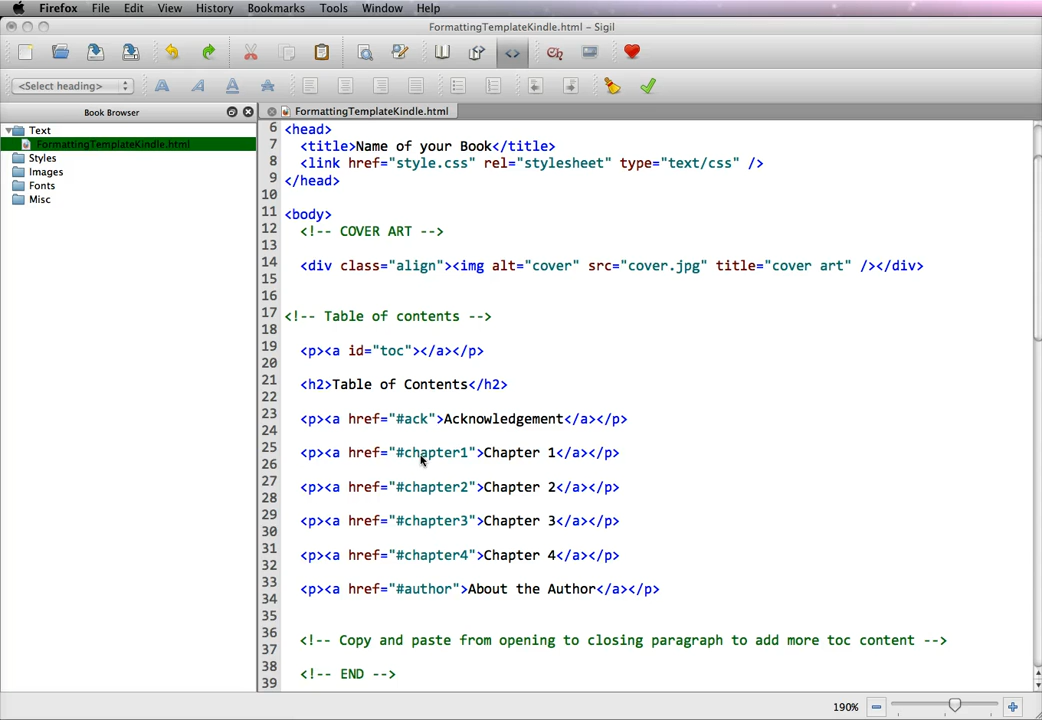 Firefox File Edit View History Bookmarks Tools Window Help
FormattingTemplateKindle.html - Sigil
<Select heading>
Book Browser
FormattingTemplateKindle.html
Text
FormattingTemplateKindle.html
Styles
Images
Fonts
Misc
6 <head>
7 <title>Name of your Book</title>
8 <link href="style.css" rel="stylesheet" type="text/css" />
9 </head>
10
11 <body>
12 <!-- COVER ART -->
13
14 <div class="align"><img alt="cover" src="cover.jpg" title="cover art" /></div>
15
16
17 <!-- Table of contents -->
18
19 <p><a id="toc"></a></p>
20
21 <h2>Table of Contents</h2>
22
23 <p><a href="#ack">Acknowledgement</a></p>
24
25 <p><a href="#chapter1">Chapter 1</a></p>
26
27 <p><a href="#chapter2">Chapter 2</a></p>
28
29 <p><a href="#chapter3">Chapter 3</a></p>
30
31 <p><a href="#chapter4">Chapter 4</a></p>
32
33 <p><a href="#author">About the Author</a></p>
34
35
36 <!-- Copy and paste from opening to closing paragraph to add more toc content -->
37
38 <!-- END -->
39
190%